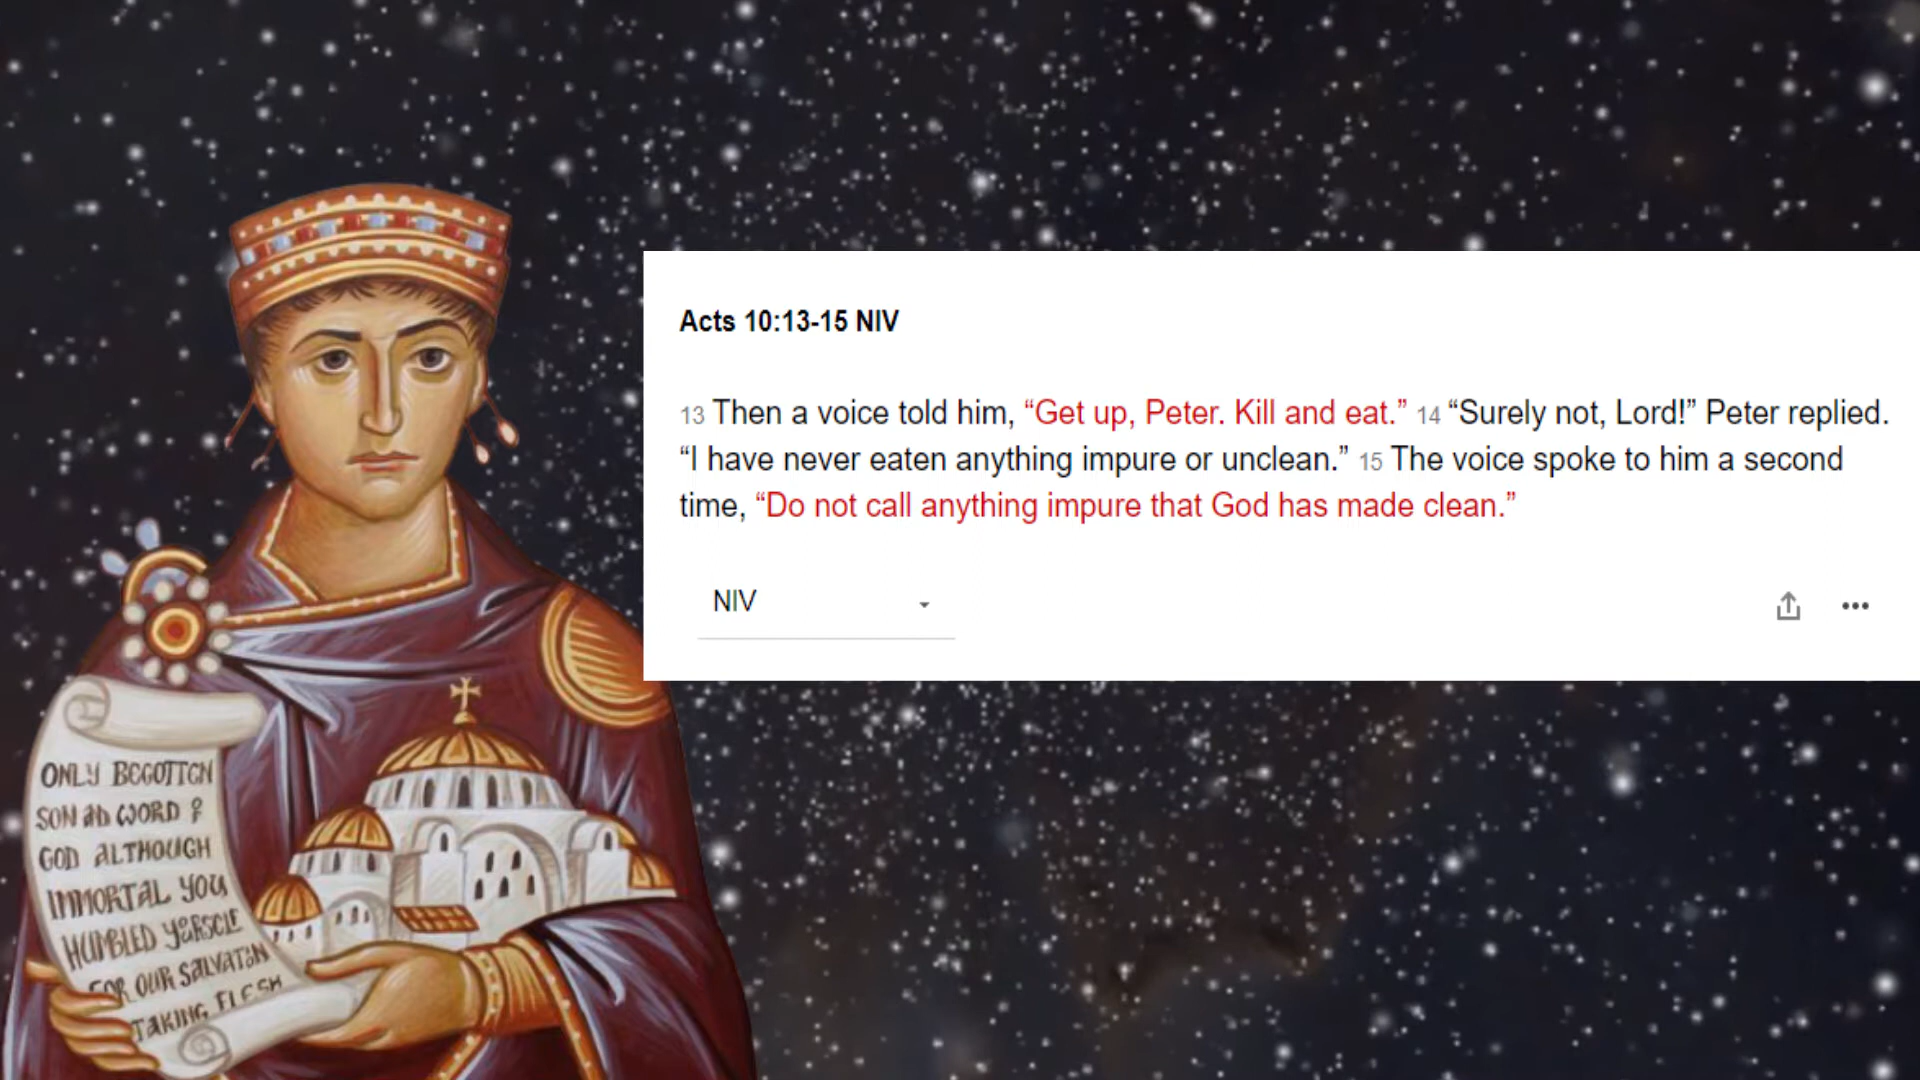 Acts 10:13-15 NIV
13 Then a voice told him, “Get up, Peter. Kill and eat.” 14 “Surely not, Lord!” Peter replied.
“I have never eaten anything impure or unclean.” 15 The voice spoke to him a second
time, “Do not call anything impure that God has made clean.”
NIV
ONLY BEGOTTEN
SON AD WORD OF
GOD ALTHOUGH
IMMORTAL YOU
HUMBLED YOURSELF
FOR OUR SALVATION
TAKING FLESH